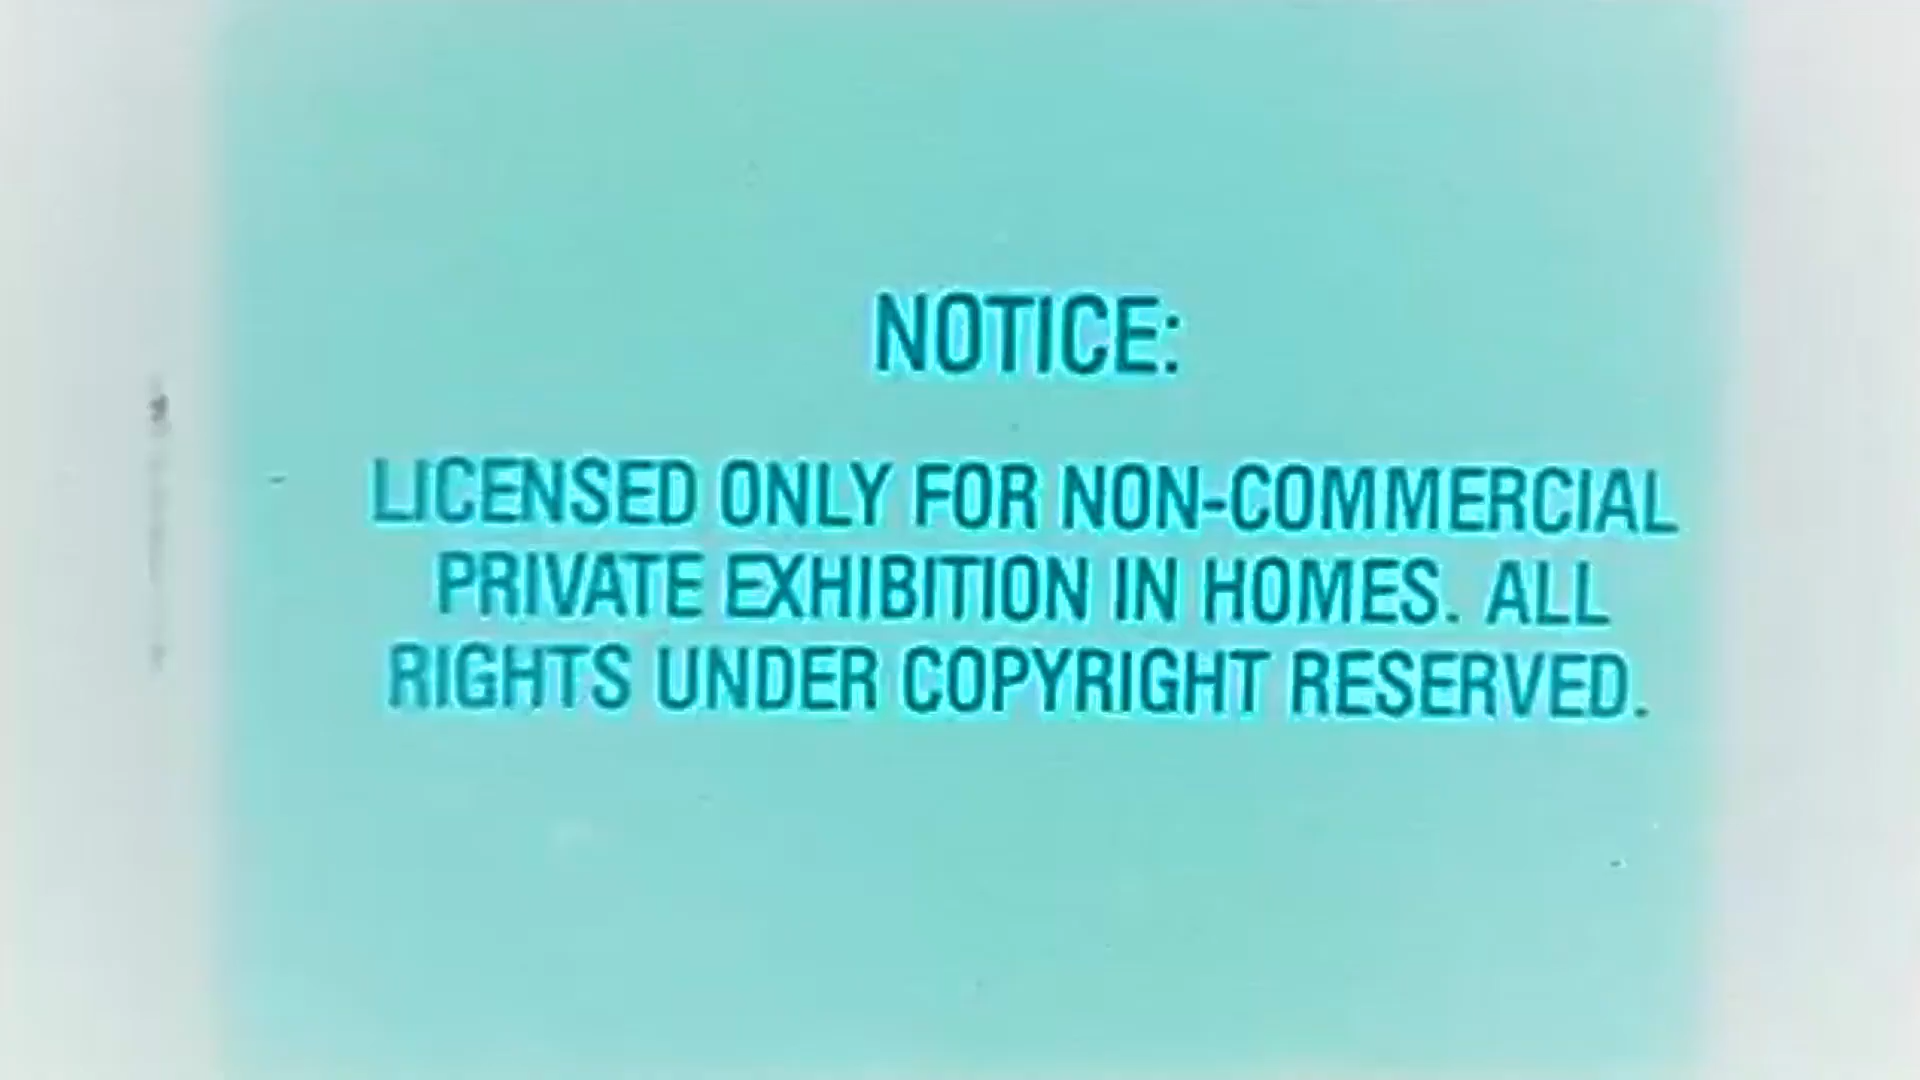 NOTICE:
LICENSED ONLY FOR NON-COMMERCIAL
PRIVATE EXHIBITION IN HOMES. ALL
RIGHTS UNDER COPYRIGHT RESERVED.